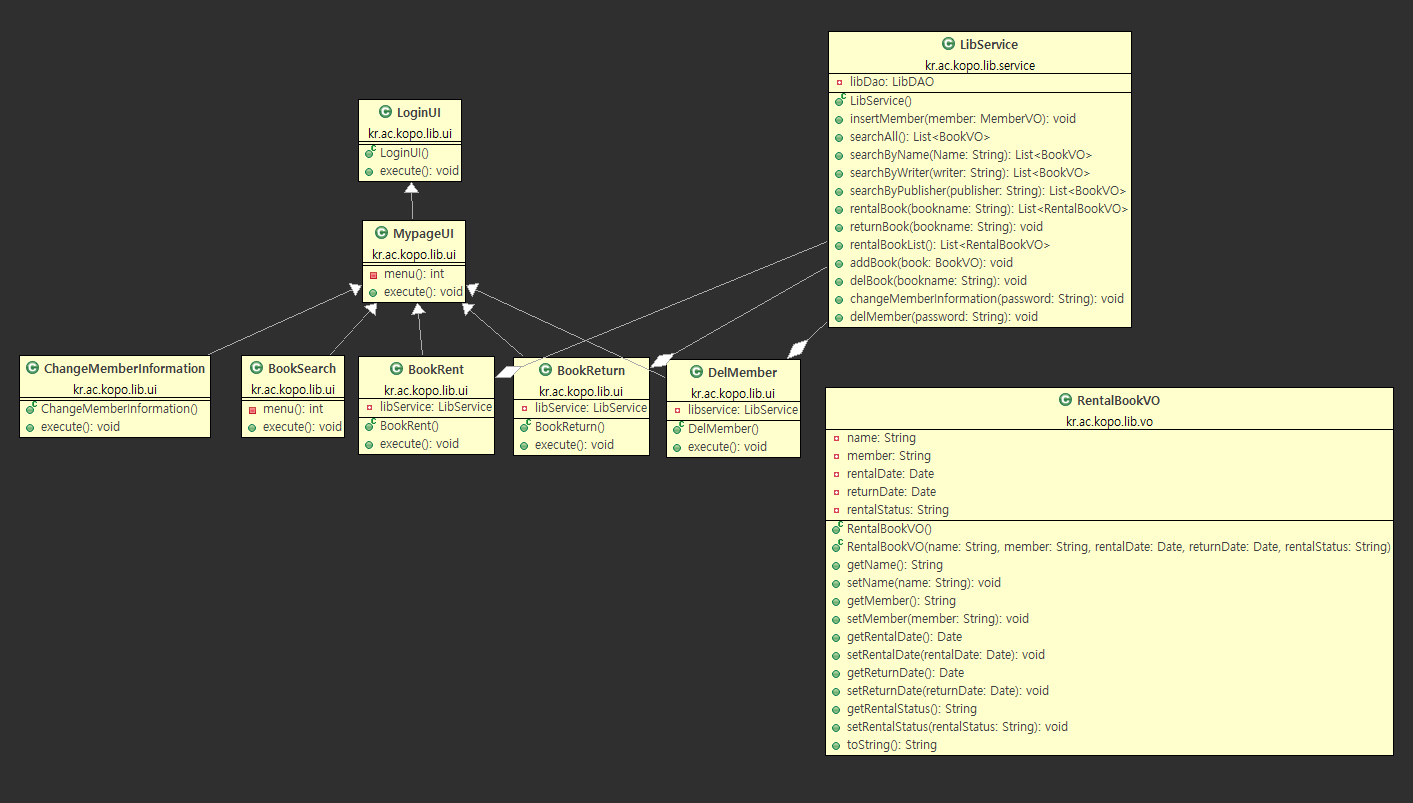 LoginUI
kr.ac.kopo.lib.ui
LoginUI()
execute(): void
MypageUI
kr.ac.kopo.lib.ui
menu(): int
execute(): void
ChangeMemberInformation
kr.ac.kopo.lib.ui
ChangeMemberInformation()
execute(): void
BookSearch
kr.ac.kopo.lib.ui
menu(): int
execute(): void
BookRent
kr.ac.kopo.lib.ui
libService: LibService
BookRent()
execute(): void
BookReturn
kr.ac.kopo.lib.ui
libService: LibService
BookReturn()
execute(): void
DelMember
kr.ac.kopo.lib.ui
libservice: LibService
DelMember()
execute(): void
LibService
kr.ac.kopo.lib.service
libDao: LibDAO
LibService()
insertMember(member: MemberVO): void
searchAll(): List<BookVO>
searchByName(Name: String): List<BookVO>
searchByWriter(writer: String): List<BookVO>
searchByPublisher(publisher: String): List<BookVO>
rentalBook(bookname: String): List<RentalBookVO>
returnBook(bookname: String): void
rentalBookList(): List<RentalBookVO>
addBook(book: BookVO): void
delBook(bookname: String): void
changeMemberInformation(password: String): void
delMember(password: String): void
RentalBookVO
kr.ac.kopo.lib.vo
name: String
member: String
rentalDate: Date
returnDate: Date
rentalStatus: String
RentalBookVO()
RentalBookVO(name: String, member: String, rentalDate: Date, returnDate: Date, rentalStatus: String)
getName(): String
setName(name: String): void
getMember(): String
setMember(member: String): void
getRentalDate(): Date
setRentalDate(rentalDate: Date): void
getReturnDate(): Date
setReturnDate(returnDate: Date): void
getRentalStatus(): String
setRentalStatus(rentalStatus: String): void
toString(): String